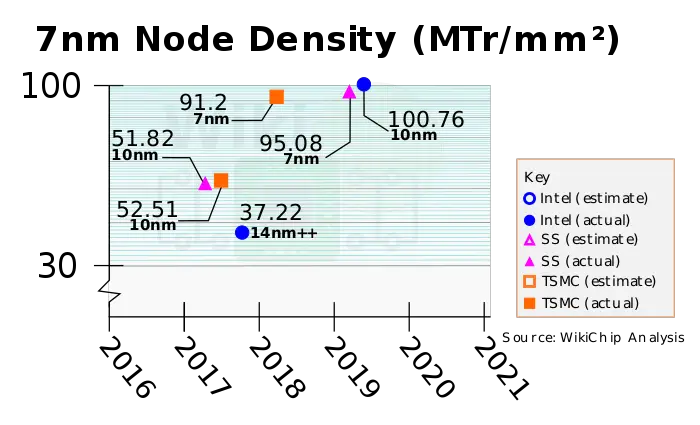 7nm Node Density (MTr/mm²)
100
91.2
7nm
100.76
10nm
51.82
10nm
95.08
7nm
52.51
10nm
37.22
14nm++
30
2016
2017
2018
2019
2020
2021
Key
Intel (estimate)
Intel (actual)
SS (estimate)
SS (actual)
TSMC (estimate)
TSMC (actual)
Source: WikiChip Analysis